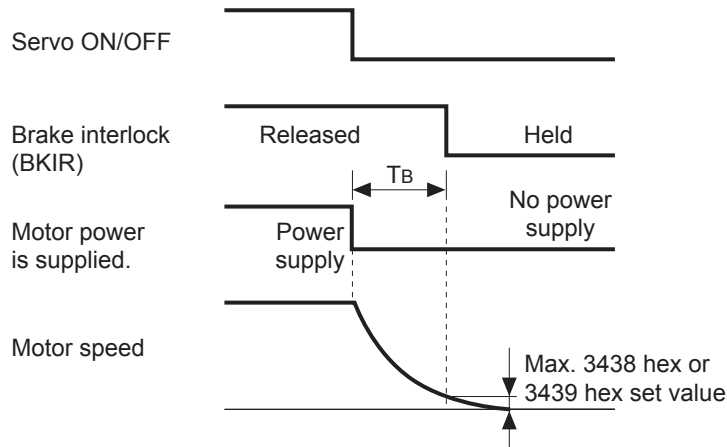 Servo ON/OFF
Brake interlock
(BKIR)
Released
Held
TB
Motor power
is supplied.
Power
supply
No power
supply
Motor speed
Max. 3438 hex or
3439 hex set value